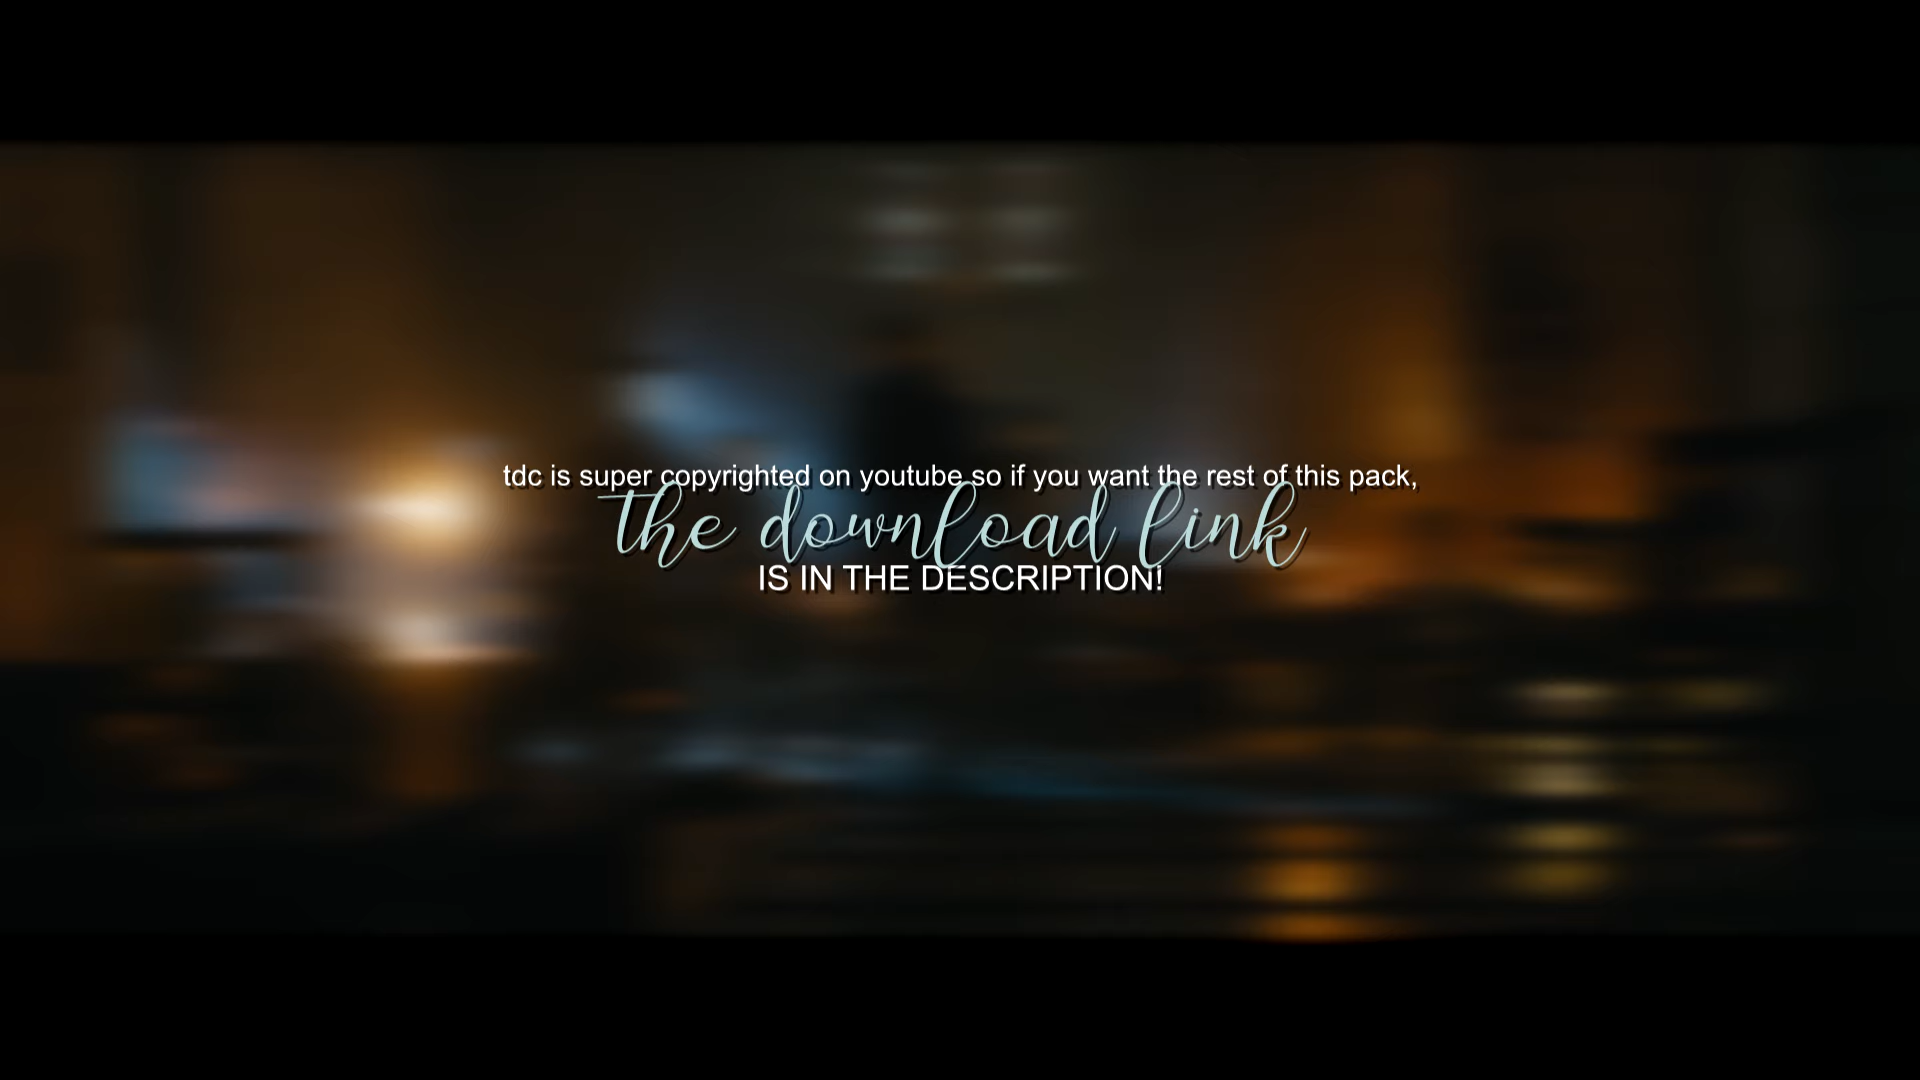 tdc is super copyrighted on youtube so if you want the rest of this pack,
the download link
IS IN THE DESCRIPTION!